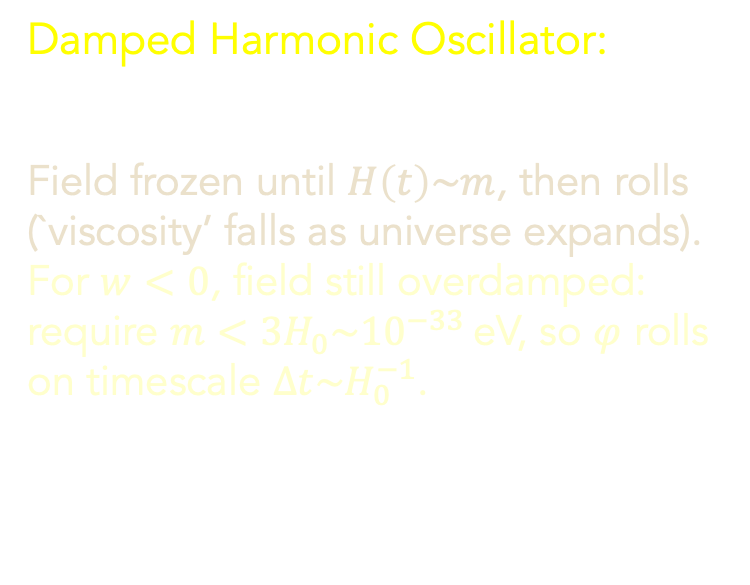 Damped Harmonic Oscillator:
Field frozen until H(t)~m, then rolls
(`viscosity’ falls as universe expands).
For w < 0, field still overdamped:
require m < 3H₀~10⁻³³ eV, so φ rolls
on timescale Δt~H₀⁻¹.